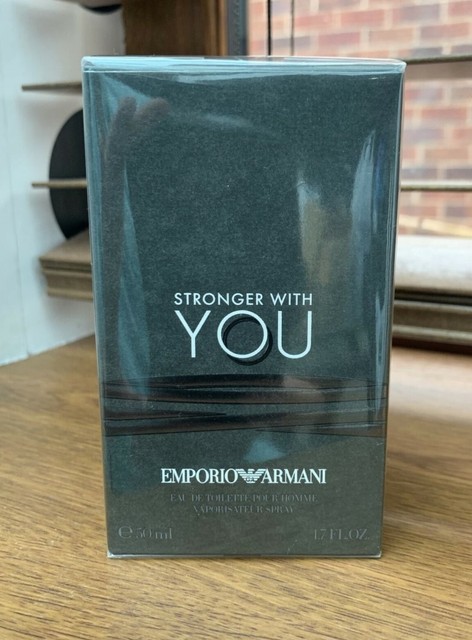 STRONGER WITH
YOU
EMPORIO ARMANI
EAU DE TOILETTE POUR HOMME
VAPORISATEUR SPRAY
℮ 50 ml 1.7 FL.OZ.